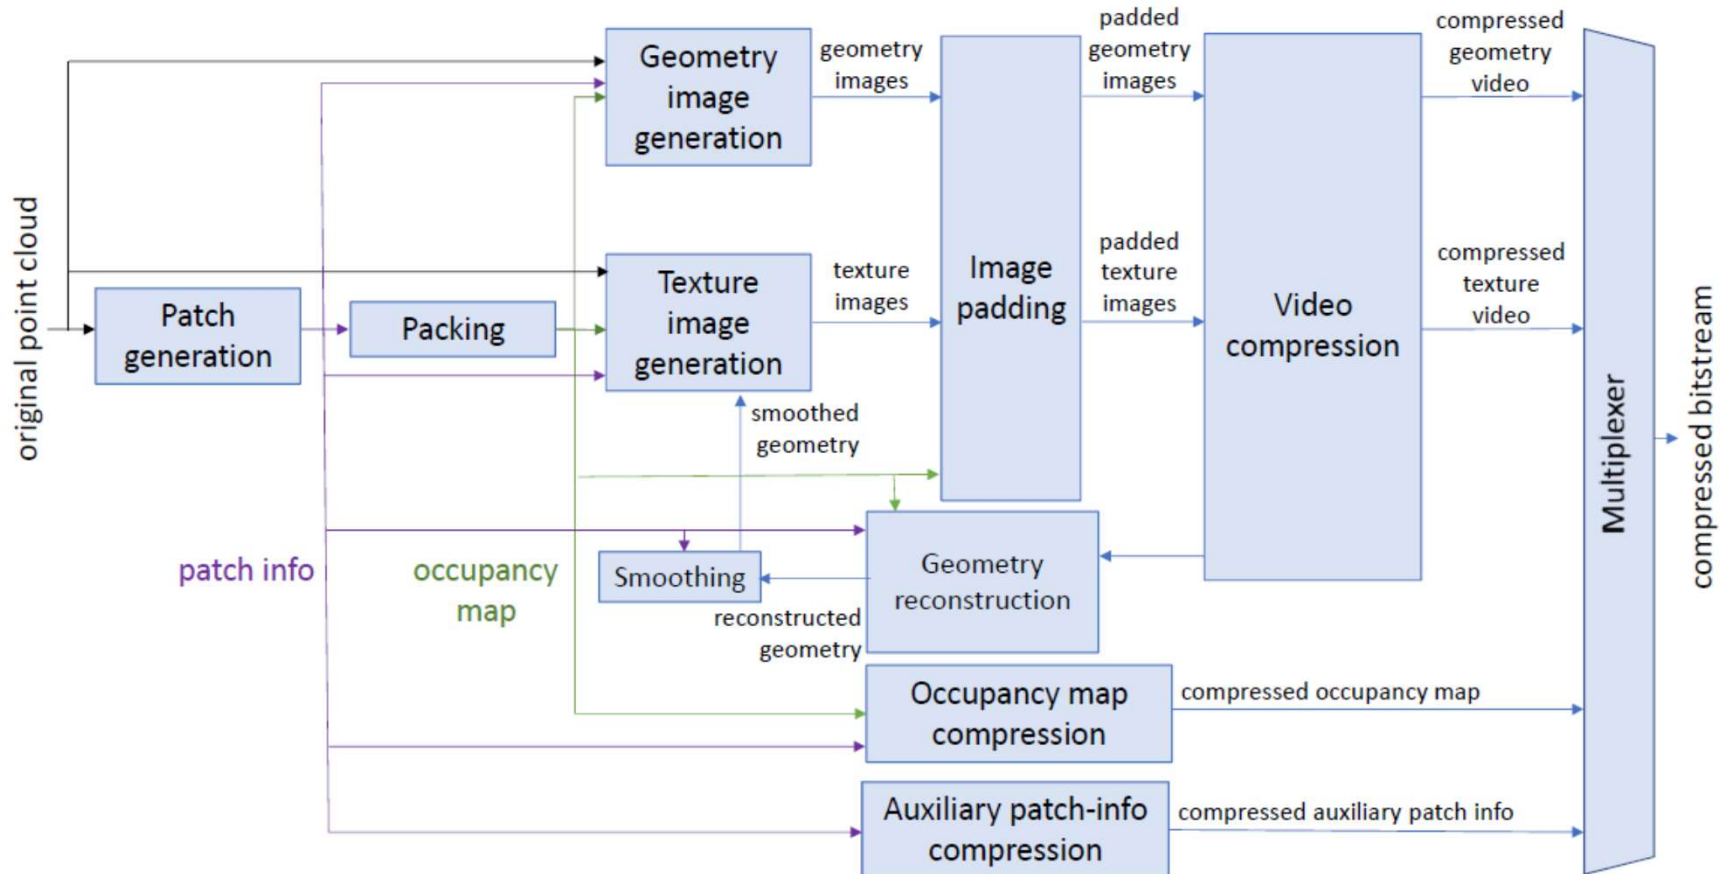 original point cloud
Patch
generation
Packing
Geometry
image
generation
geometry
images
Texture
image
generation
texture
images
smoothed
geometry
Image
padding
padded
geometry
images
padded
texture
images
Video
compression
compressed
geometry
video
compressed
texture
video
Multiplexer
compressed bitstream
patch info
occupancy
map
Smoothing
reconstructed
geometry
Geometry
reconstruction
Occupancy map
compression
compressed occupancy map
Auxiliary patch-info
compression
compressed auxiliary patch info